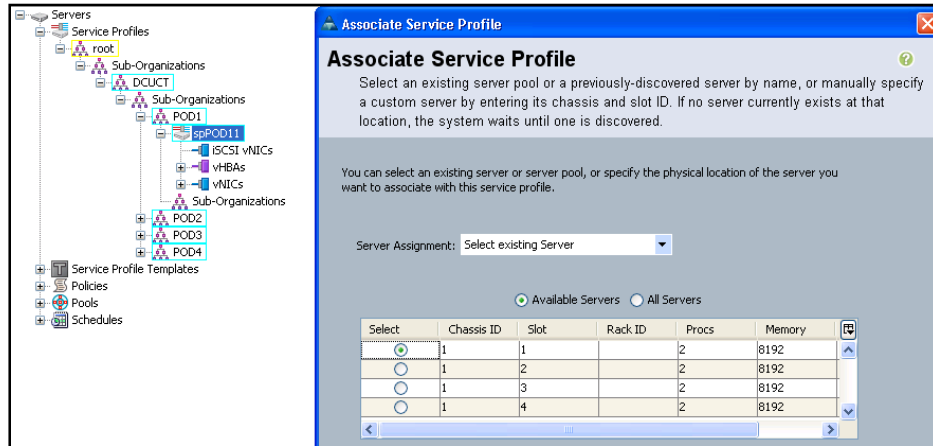 Servers
Service Profiles
root
Sub-Organizations
DCUCT
Sub-Organizations
POD1
spPOD11
iSCSI vNICs
vHBAs
vNICs
Sub-Organizations
POD2
POD3
POD4
Service Profile Templates
Policies
Pools
Schedules
Associate Service Profile
Associate Service Profile
Select an existing server pool or a previously-discovered server by name, or manually specify
a custom server by entering its chassis and slot ID. If no server currently exists at that
location, the system waits until one is discovered.
You can select an existing server or server pool, or specify the physical location of the server you
want to associate with this service profile.
Server Assignment: Select existing Server
Available Servers All Servers
Select Chassis ID Slot Rack ID Procs Memory
1 1 2 8192
1 2 2 8192
1 3 2 8192
1 4 2 8192